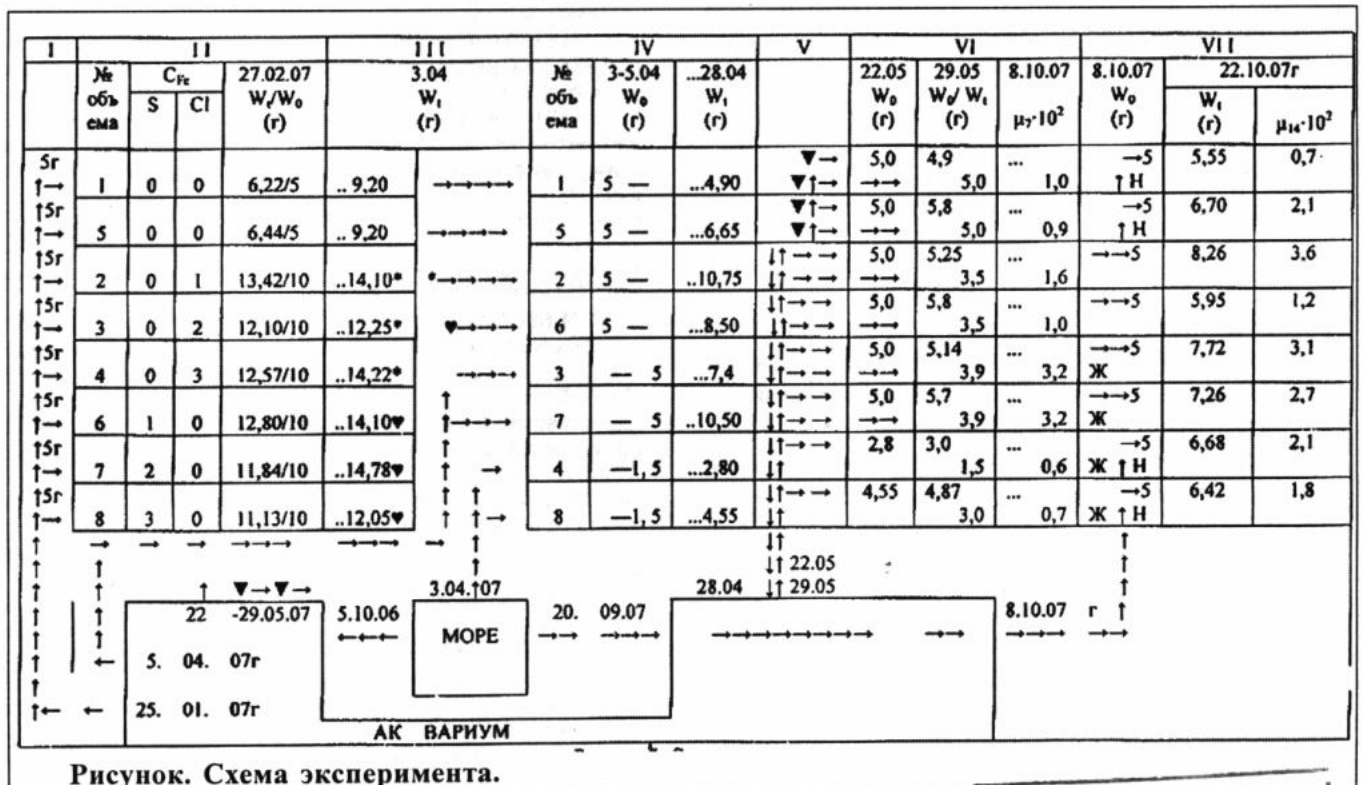 I II III IV V VI VII
№ C_Fe 27.02.07 3.04 № 3-5.04 ...28.04 22.05 29.05 8.10.07 8.10.07 22.10.07г
объ S Cl W_t/W₀ W_t объ W₀ W_t W₀ W₀/ W_t W₀ W_t
ема (г) (г) ема (г) (г) (г) (г) μ₇·10² (г) (г) μ₁₄·10²
5г ▼→ 5,0 4,9 ... →5 5,55 0,7
↑→ 1 0 0 6,22/5 .. 9,20 →→→→ 1 5 — ...4,90 ▼↑→ →→ 5,0 1,0 ↑ Н
↑5г ▼↑→ 5,0 5,8 ... →5 6,70 2,1
↑→ 5 0 0 6,44/5 .. 9,20 →→→→ 5 5 — ...6,65 ▼↑→ →→ 5,0 0,9 ↑ Н
↑5г ↓↑ → → 5,0 5,25 ... →→5 8,26 3,6
↑→ 2 0 1 13,42/10 ..14,10* *→→→→ 2 5 — ..10,75 ↓↑ → → →→ 3,5 1,6
↑5г ↓↑→ → 5,0 5,8 ... →→5 5,95 1,2
↑→ 3 0 2 12,10/10 ..12,25* ♥→→→→ 6 5 — ...8,50 ↓↑→ → →→ 3,5 1,0
↑5г ↓↑→ → 5,0 5,14 ... →→5 7,72 3,1
↑→ 4 0 3 12,57/10 ..14,22* →→→→ 3 — 5 ...7,4 ↓↑→ → →→ 3,9 3,2 Ж
↑5г ↑ ↓↑→ → 5,0 5,7 ... →→5 7,26 2,7
↑→ 6 1 0 12,80/10 ..14,10♥ ↑→→→→ 7 — 5 ..10,50 ↓↑→ → →→ 3,9 3,2 Ж
↑5г ↑ ↓↑→ → 2,8 3,0 ... →5 6,68 2,1
↑→ 7 2 0 11,84/10 ..14,78♥ ↑ → 4 —1, 5 ...2,80 ↓↑ 1,5 0,6 Ж ↑ Н
↑5г ↑ ↑ ↓↑→ → 4,55 4,87 ... →5 6,42 1,8
↑→ 8 3 0 11,13/10 ..12,05♥ ↑ ↑→ 8 —1, 5 ...4,55 ↓↑ 3,0 0,7 Ж ↑ Н
↑ → → → →→→ →→→ → ↑ ↓↑ ↑
↑ ↑ ↑ ↓↑ 22.05 ↑
↑ ↑ ↑ ▼→▼→ 3.04.↑07 28.04 ↓↑ 29.05 ↑
↑ ↑ 22 -29.05.07 5.10.06 20. 09.07 8.10.07 г ↑
↑ ↑ ←←← МОРЕ →→ →→→ →→→→→→→→ →→ →→→ →→
↑ ← 5. 04. 07г
↑← ← 25. 01. 07г
АК ВАРИУМ
Рисунок. Схема эксперимента.